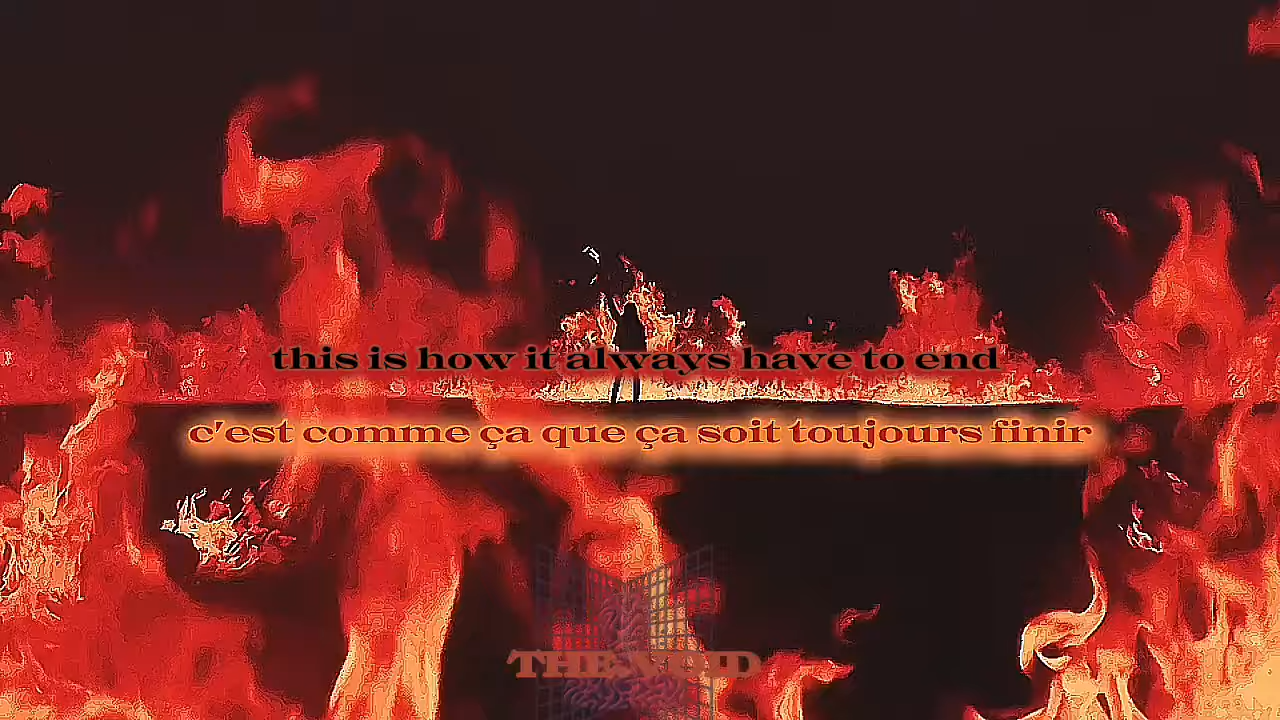 this is how it always have to end
c'est comme ça que ça soit toujours finir
THE VOID